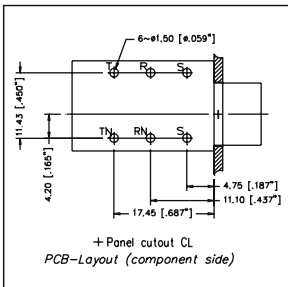 6~ø1,50 [ø.059"]
T R S
11.43 [.450"]
TN RN S
4.20 [.165"]
4.75 [.187"]
11.10 [.437"]
17.45 [.687"]
+ Panel cutout CL
PCB-Layout (component side)